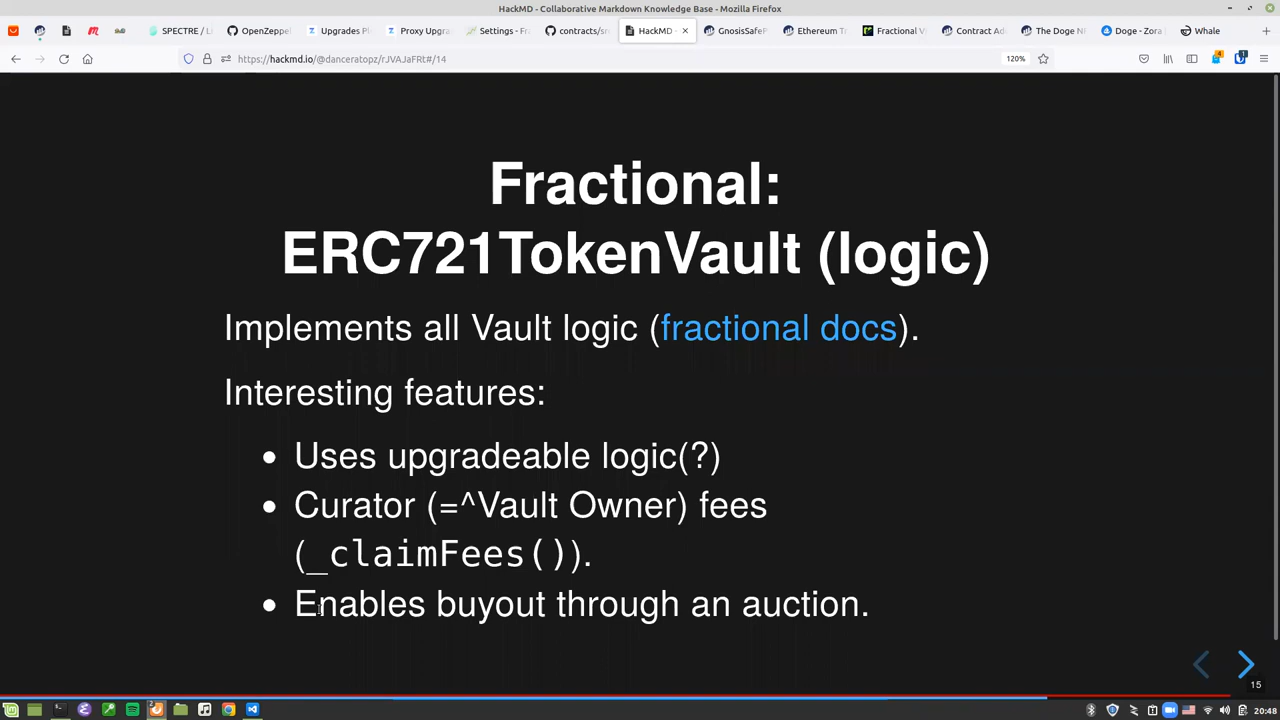 HackMD - Collaborative Markdown Knowledge Base - Mozilla Firefox
SPECTRE / Li
OpenZeppel
Upgrades Pl
Proxy Upgra
Settings - Fra
contracts/sr
HackMD -
GnosisSafeP
Ethereum Tr
Fractional V
Contract Ad
The Doge NF
Doge - Zora
Whale
https://hackmd.io/@danceratopz/rJVAJaFRt#/14
120%
Fractional:
ERC721TokenVault (logic)
Implements all Vault logic (fractional docs).
Interesting features:
• Uses upgradeable logic(?)
• Curator (=^Vault Owner) fees
(_claimFees()).
• Enables buyout through an auction.
15
20:48